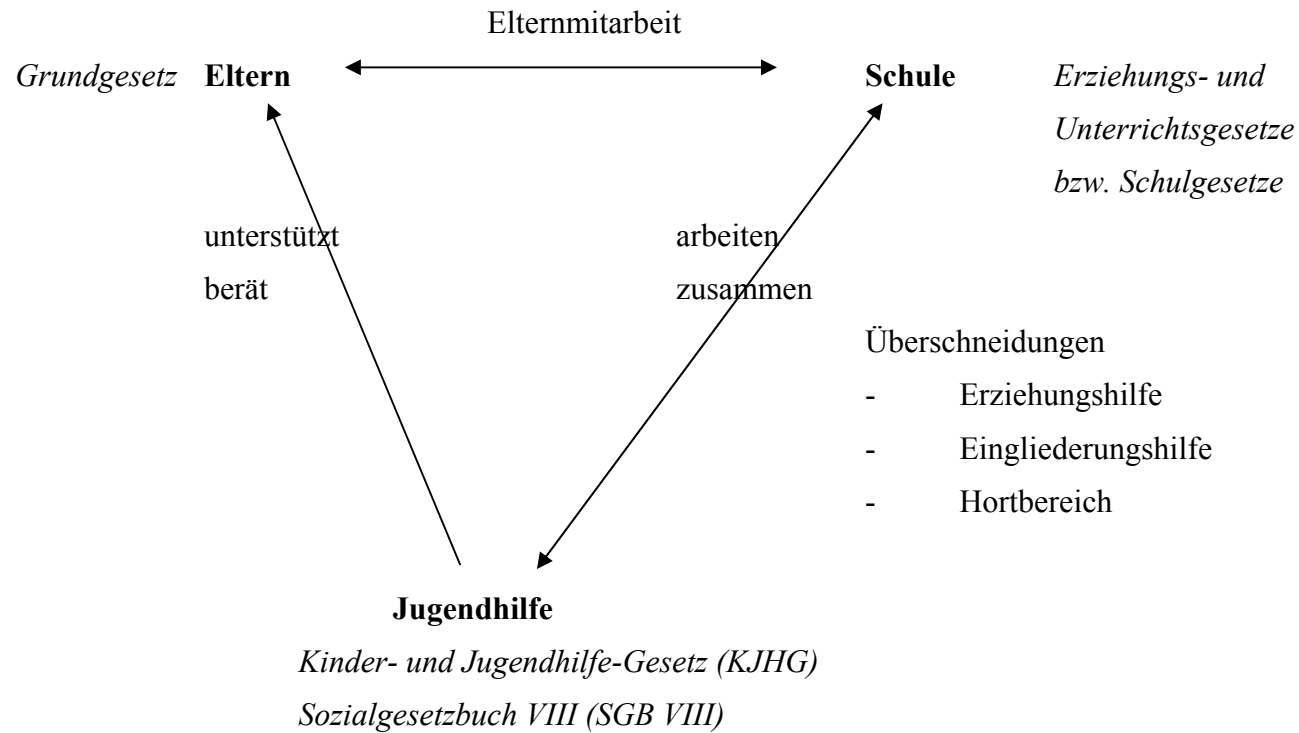 Elternmitarbeit
Grundgesetz Eltern Schule Erziehungs- und
Unterrichtsgesetze
bzw. Schulgesetze
unterstützt arbeiten
berät zusammen
Überschneidungen
- Erziehungshilfe
- Eingliederungshilfe
- Hortbereich
Jugendhilfe
Kinder- und Jugendhilfe-Gesetz (KJHG)
Sozialgesetzbuch VIII (SGB VIII)